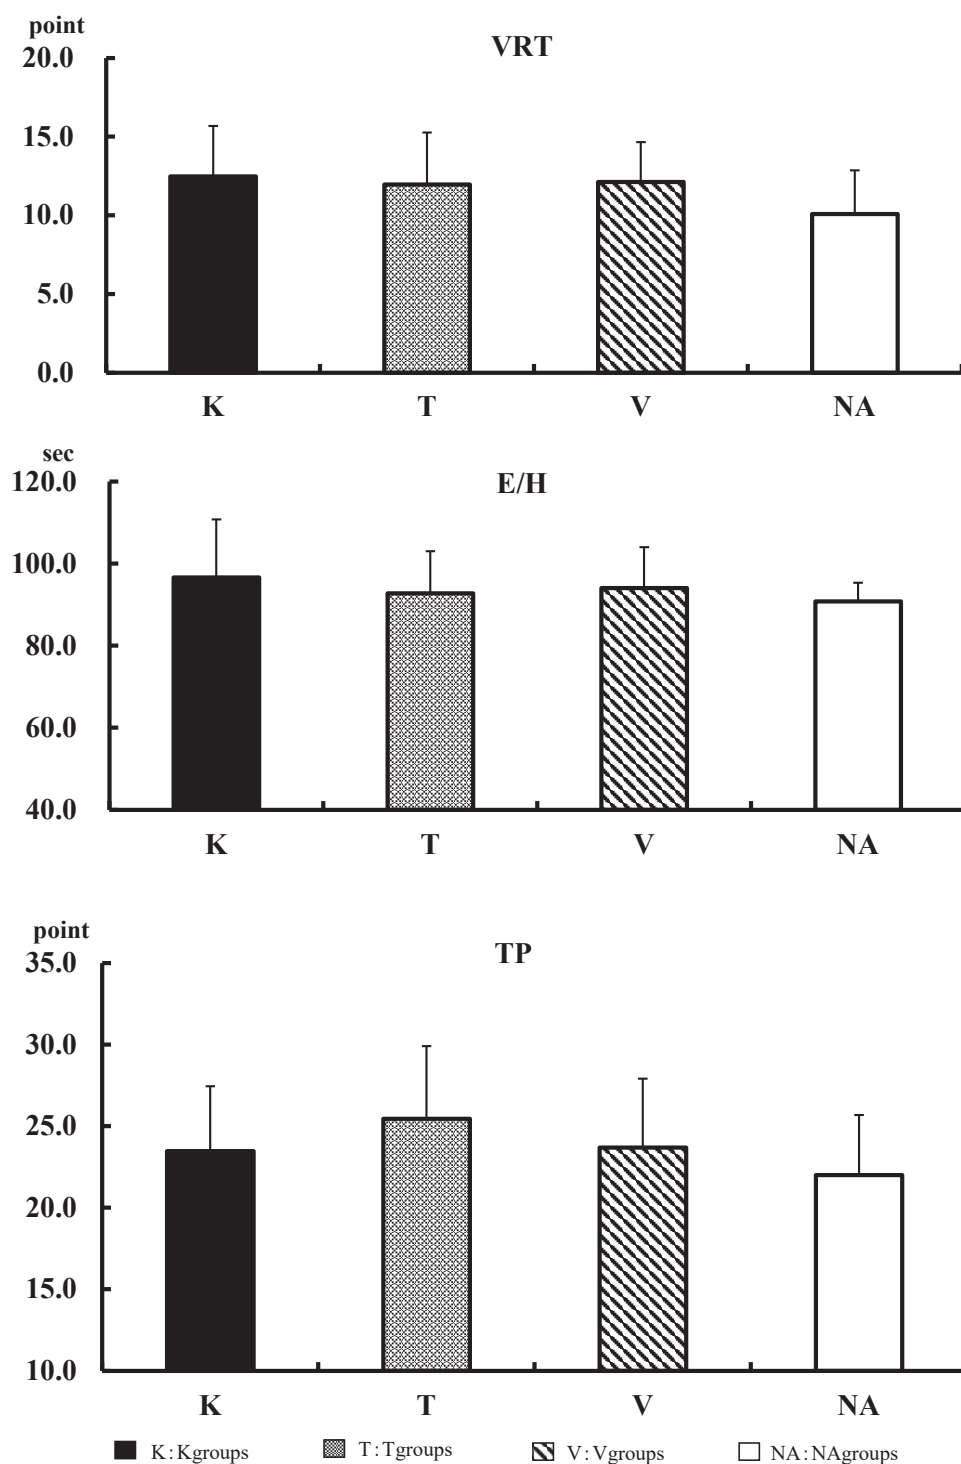 point
VRT
20.0
15.0
10.0
5.0
0.0
K T V NA
sec
E/H
120.0
100.0
80.0
60.0
40.0
K T V NA
point
TP
35.0
30.0
25.0
20.0
15.0
10.0
K T V NA
K:Kgroups T:Tgroups V:Vgroups NA:NAgroups